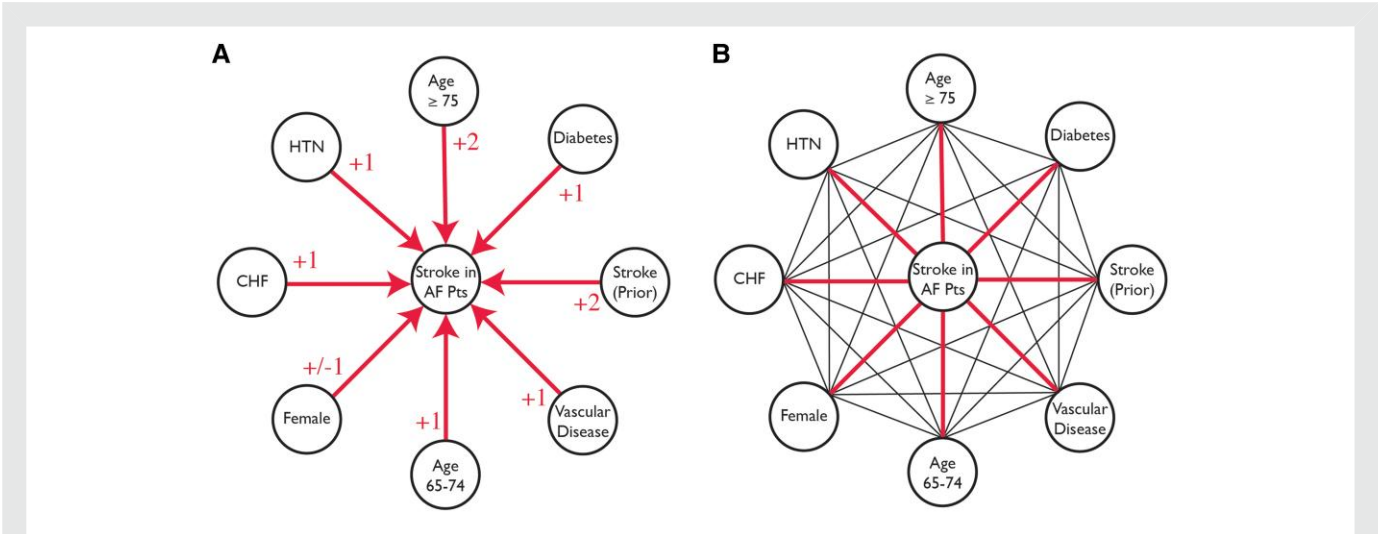 A
Age
≥ 75
+2
HTN
+1
Diabetes
+1
CHF
+1
Stroke in
AF Pts
Stroke
(Prior)
+2
+/-1
Female
+1
Age
65-74
+1
Vascular
Disease
B
Age
≥ 75
HTN
Diabetes
CHF
Stroke in
AF Pts
Stroke
(Prior)
Female
Age
65-74
Vascular
Disease